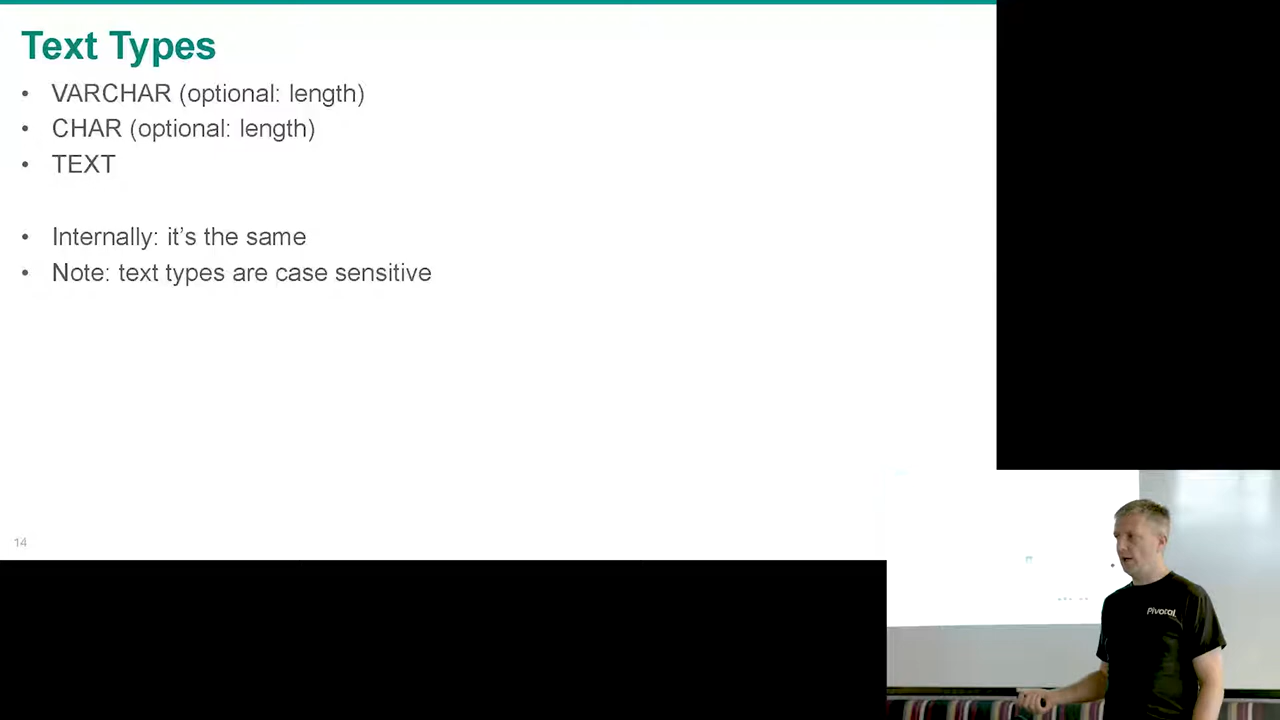 Text Types
• VARCHAR (optional: length)
• CHAR (optional: length)
• TEXT
• Internally: it’s the same
• Note: text types are case sensitive
14
Pivotal